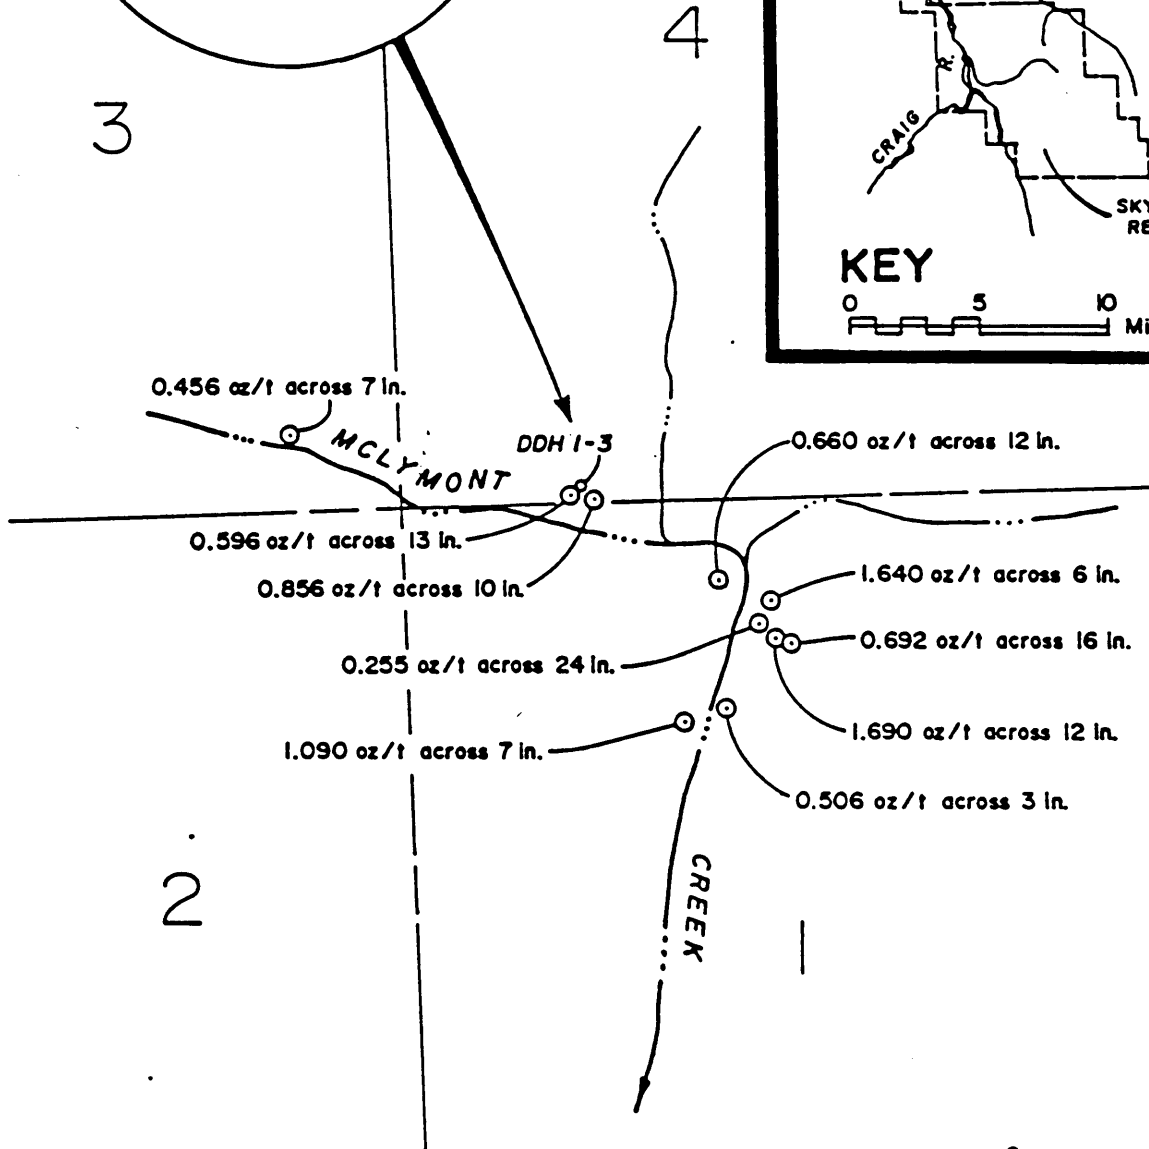 4
3
R.
CRAIG
SKY
RE
KEY
0 5 10
Mi
0.456 oz/t across 7 in.
MCLYMONT
DDH 1-3
0.660 oz/t across 12 in.
0.596 oz/t across 13 in.
0.856 oz/t across 10 in.
1.640 oz/t across 6 in.
0.692 oz/t across 16 in.
0.255 oz/t across 24 in.
1.690 oz/t across 12 in.
1.090 oz/t across 7 in.
0.506 oz/t across 3 in.
CREEK
2
1